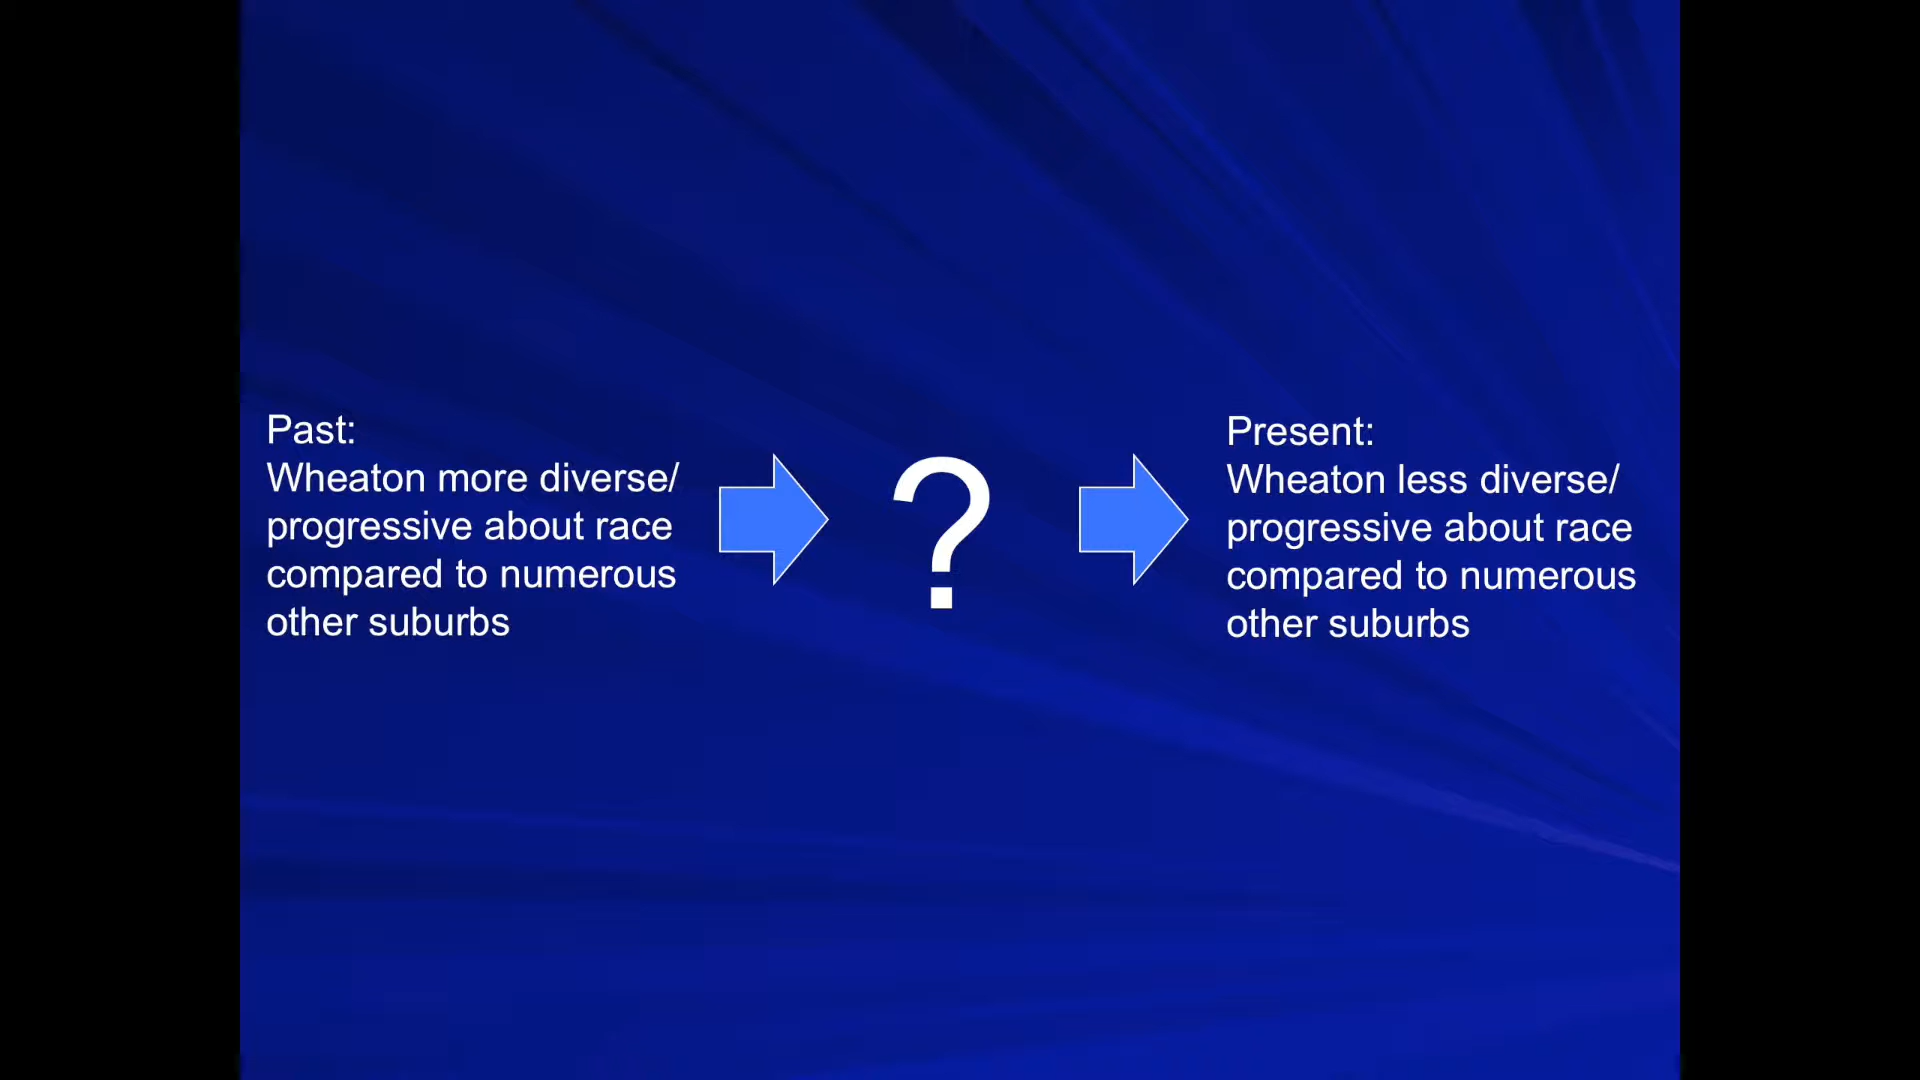 Past:
Wheaton more diverse/
progressive about race
compared to numerous
other suburbs
?
Present:
Wheaton less diverse/
progressive about race
compared to numerous
other suburbs